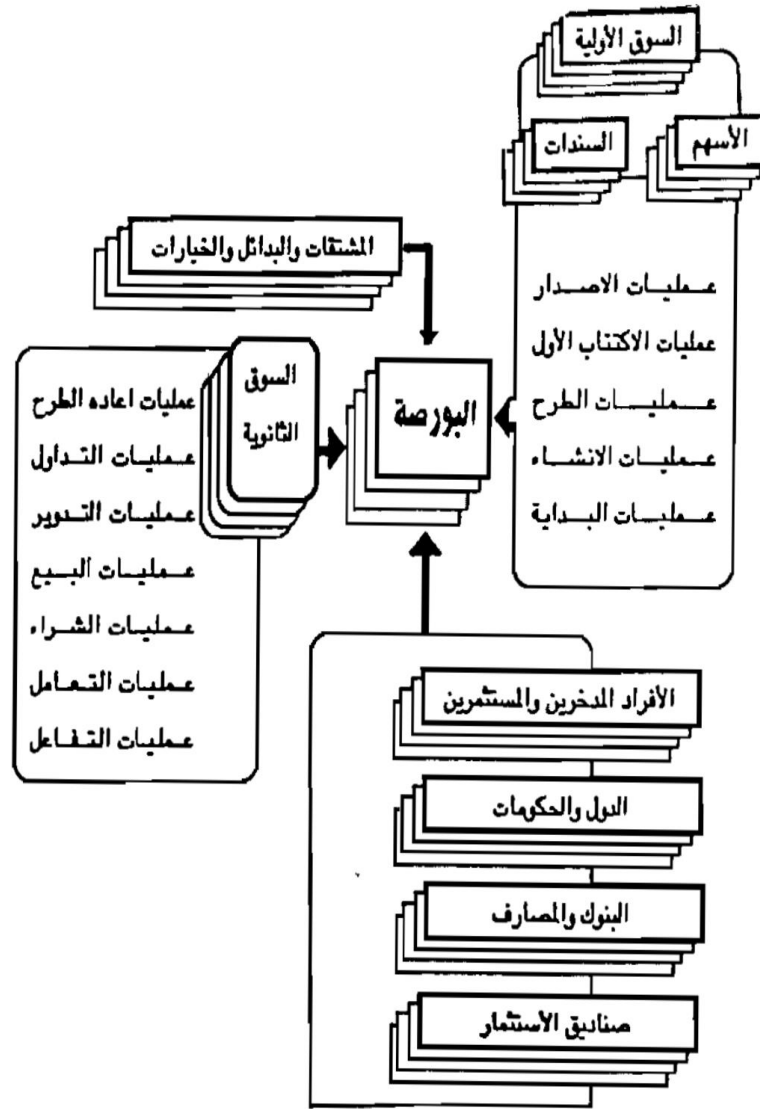 السوق الأولية
الأسهم
السندات
عمليات الاصدار
عمليات الاكتتاب الأول
عمليات الطرح
عمليات الانشاء
عمليات البداية
المشتقات والبدائل والخيارات
البورصة
السوق
الثانوية
عمليات اعاده الطرح
عمليات التداول
عمليات التدوير
عمليات البيع
عمليات الشراء
عمليات التعامل
عمليات التفاعل
الأفراد المدخرين والمستثمرين
الدول والحكومات
البنوك والمصارف
صناديق الأستثمار